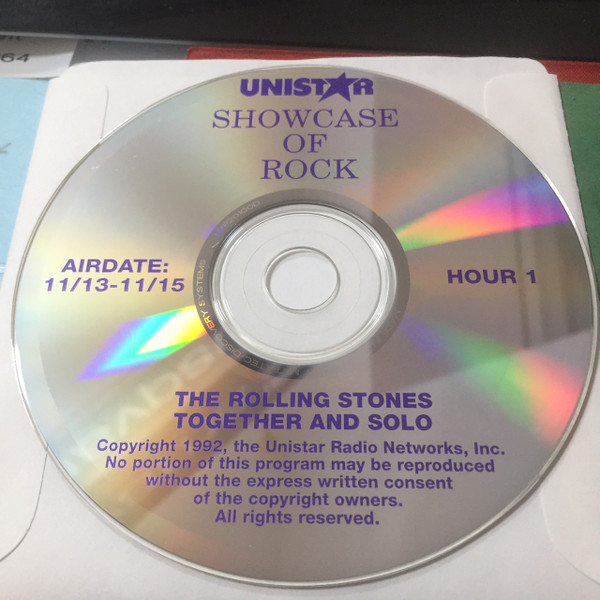 64
UNISTAR
SHOWCASE
OF
ROCK
AIRDATE:
11/13-11/15
HOUR 1
THE ROLLING STONES
TOGETHER AND SOLO
Copyright 1992, the Unistar Radio Networks, Inc.
No portion of this program may be reproduced
without the express written consent
of the copyright owners.
All rights reserved.